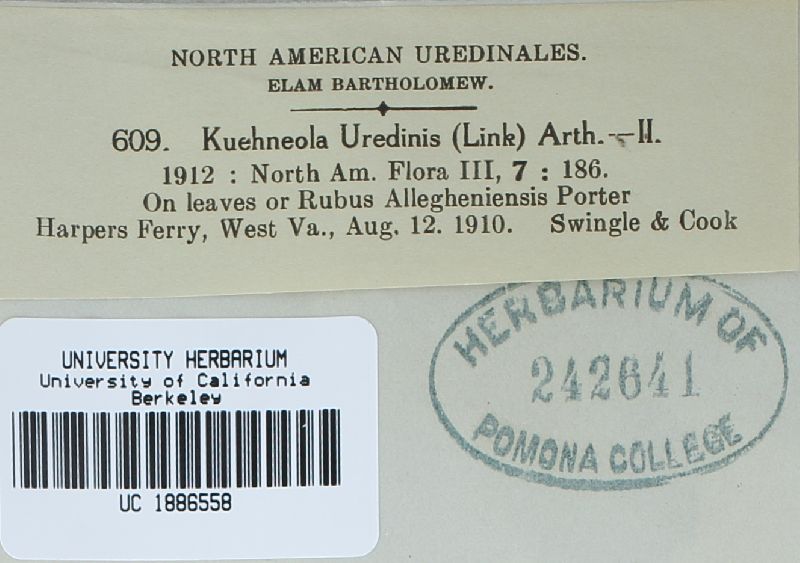 NORTH AMERICAN UREDINALES.
ELAM BARTHOLOMEW.
609. Kuehneola Uredinis (Link) Arth.—II.
1912 : North Am. Flora III, 7 : 186.
On leaves or Rubus Allegheniensis Porter
Harpers Ferry, West Va., Aug. 12. 1910. Swingle & Cook
HERBARIUM OF
242641
POMONA COLLEGE
UNIVERSITY HERBARIUM
University of California
Berkeley
UC 1886558